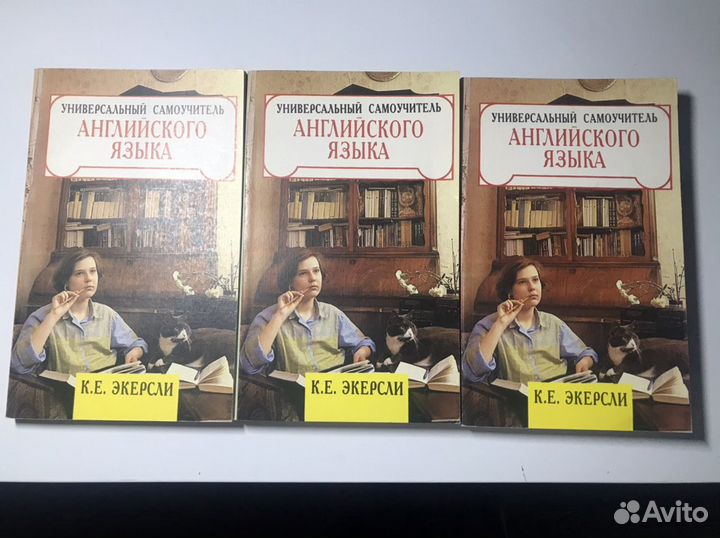 УНИВЕРСАЛЬНЫЙ САМОУЧИТЕЛЬ
АНГЛИЙСКОГО
ЯЗЫКА
К.Е. ЭКЕРСЛИ
УНИВЕРСАЛЬНЫЙ САМОУЧИТЕЛЬ
АНГЛИЙСКОГО
ЯЗЫКА
К.Е. ЭКЕРСЛИ
УНИВЕРСАЛЬНЫЙ САМОУЧИТЕЛЬ
АНГЛИЙСКОГО
ЯЗЫКА
К.Е. ЭКЕРСЛИ
Avito